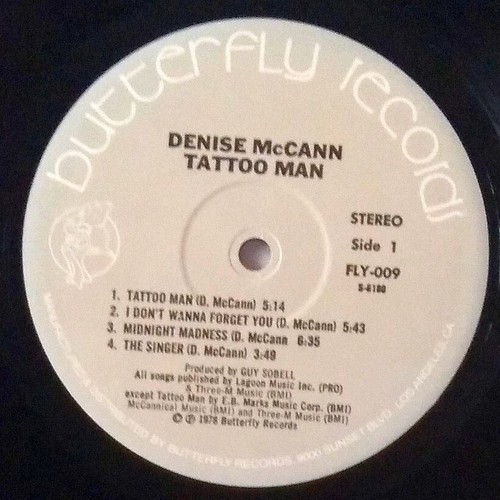 butterfly records
DENISE McCANN
TATTOO MAN
STEREO
Side 1
FLY-009
S-6188
1. TATTOO MAN (D. McCann) 5:14
2. I DON'T WANNA FORGET YOU (D. McCann) 5:43
3. MIDNIGHT MADNESS (D. McCann 6:35
4. THE SINGER (D. McCann) 3:49
Produced by GUY SOBELL
All songs published by Lagoon Music Inc. (PRO)
& Three-M Music (BMI)
except Tattoo Man by E.B. Marks Music Corp. (BMI)
McCannical Music (BMI) and Three-M Music (BMI)
© ℗ 1978 Butterfly Records
DISTRIBUTED BY BUTTERFLY RECORDS, 9000 SUNSET BLVD. LOS ANGELES, CA.